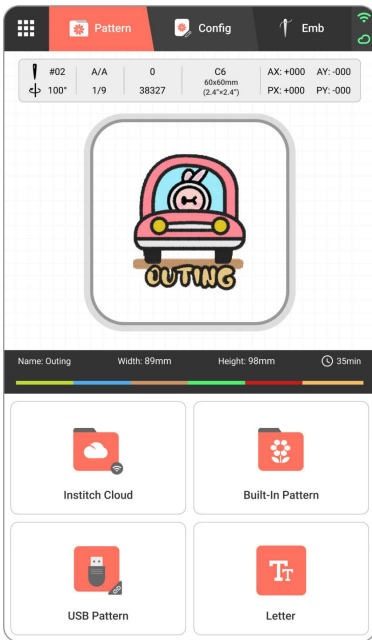 Pattern Config Emb
#02 A/A 0 C6 AX: +000 AY: -000
60x60mm
100° 1/9 38327 (2.4"×2.4") PX: +000 PY: -000
OUTING
Name: Outing Width: 89mm Height: 98mm 35min
Institch Cloud Built-In Pattern
USB Pattern Letter